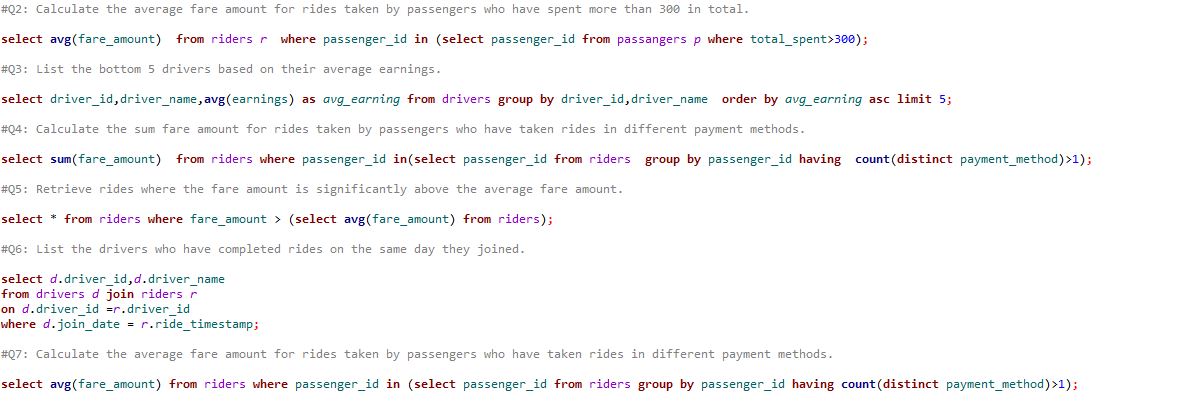 #Q2: Calculate the average fare amount for rides taken by passengers who have spent more than 300 in total.
select avg(fare_amount)  from riders r  where passenger_id in (select passenger_id from passangers p where total_spent>300);
#Q3: List the bottom 5 drivers based on their average earnings.
select driver_id,driver_name,avg(earnings) as avg_earning from drivers group by driver_id,driver_name  order by avg_earning asc limit 5;
#Q4: Calculate the sum fare amount for rides taken by passengers who have taken rides in different payment methods.
select sum(fare_amount)  from riders where passenger_id in(select passenger_id from riders  group by passenger_id having  count(distinct payment_method)>1);
#Q5: Retrieve rides where the fare amount is significantly above the average fare amount.
select * from riders where fare_amount > (select avg(fare_amount) from riders);
#Q6: List the drivers who have completed rides on the same day they joined.
select d.driver_id,d.driver_name
from drivers d join riders r
on d.driver_id =r.driver_id
where d.join_date = r.ride_timestamp;
#Q7: Calculate the average fare amount for rides taken by passengers who have taken rides in different payment methods.
select avg(fare_amount) from riders where passenger_id in (select passenger_id from riders group by passenger_id having count(distinct payment_method)>1);